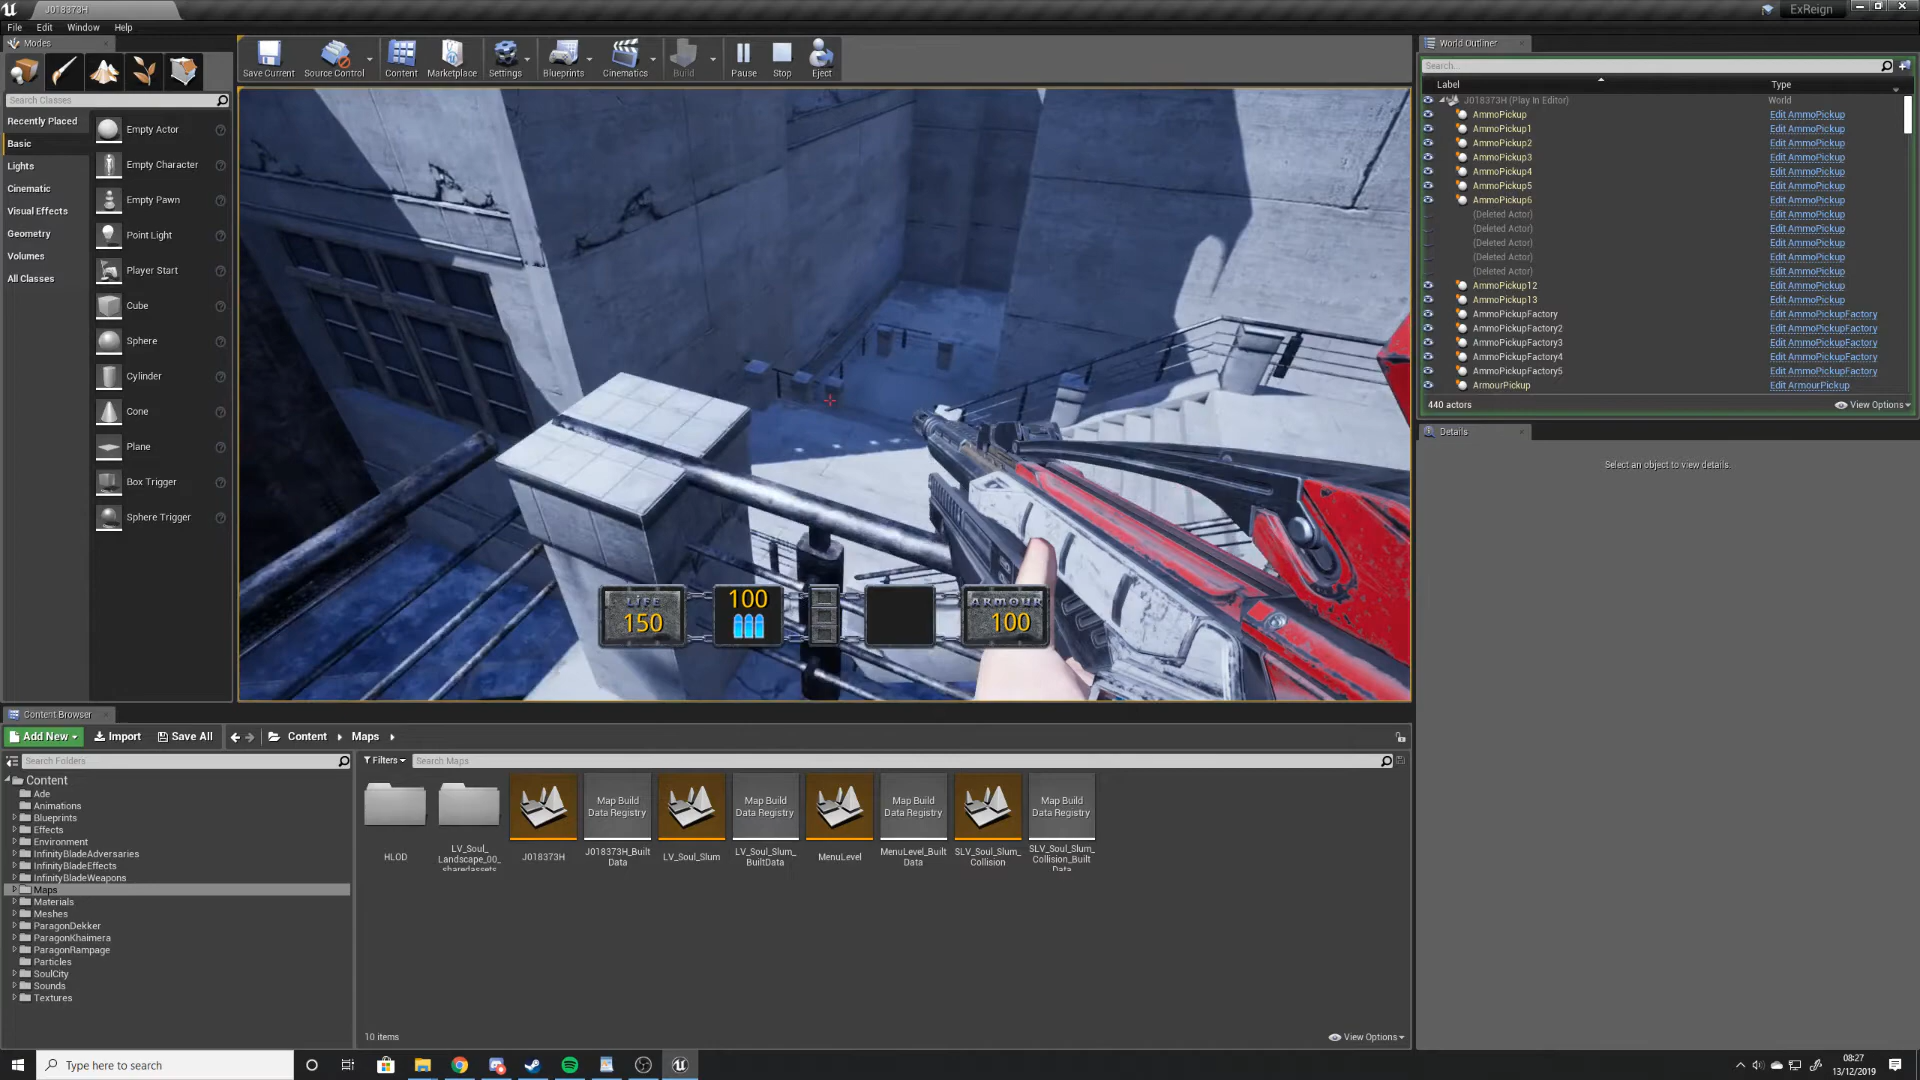 J018373H
ExReign
File Edit Window Help
Modes
Search Classes
Recently Placed
Basic
Lights
Cinematic
Visual Effects
Geometry
Volumes
All Classes
Empty Actor
Empty Character
Empty Pawn
Point Light
Player Start
Cube
Sphere
Cylinder
Cone
Plane
Box Trigger
Sphere Trigger
Save Current
Source Control
Content
Marketplace
Settings
Blueprints
Cinematics
Build
Pause
Stop
Eject
LIFE
150
100
ARMOUR
100
World Outliner
Search...
Label Type
J018373H (Play In Editor) World
AmmoPickup Edit AmmoPickup
AmmoPickup1 Edit AmmoPickup
AmmoPickup2 Edit AmmoPickup
AmmoPickup3 Edit AmmoPickup
AmmoPickup4 Edit AmmoPickup
AmmoPickup5 Edit AmmoPickup
AmmoPickup6 Edit AmmoPickup
(Deleted Actor) Edit AmmoPickup
(Deleted Actor) Edit AmmoPickup
(Deleted Actor) Edit AmmoPickup
(Deleted Actor) Edit AmmoPickup
(Deleted Actor) Edit AmmoPickup
AmmoPickup12 Edit AmmoPickup
AmmoPickup13 Edit AmmoPickup
AmmoPickupFactory Edit AmmoPickupFactory
AmmoPickupFactory2 Edit AmmoPickupFactory
AmmoPickupFactory3 Edit AmmoPickupFactory
AmmoPickupFactory4 Edit AmmoPickupFactory
AmmoPickupFactory5 Edit AmmoPickupFactory
ArmourPickup Edit ArmourPickup
440 actors View Options
Details
Select an object to view details.
Content Browser
Add New Import Save All Content Maps
Search Folders
Filters Search Maps
Content
Ade
Animations
Blueprints
Effects
Environment
InfinityBladeAdversaries
InfinityBladeEffects
InfinityBladeWeapons
Maps
Materials
Meshes
ParagonDekker
ParagonKhaimera
ParagonRampage
Particles
SoulCity
Sounds
Textures
HLOD
LV_Soul_
Landscape_00_
sharedassets
J018373H
Map Build
Data Registry
J018373H_Built
Data
LV_Soul_Slum
Map Build
Data Registry
LV_Soul_Slum_
BuiltData
MenuLevel
Map Build
Data Registry
MenuLevel_Built
Data
SLV_Soul_Slum_
Collision
Map Build
Data Registry
SLV_Soul_Slum_
Collision_Built
Data
10 items View Options
Type here to search
08:27
13/12/2019